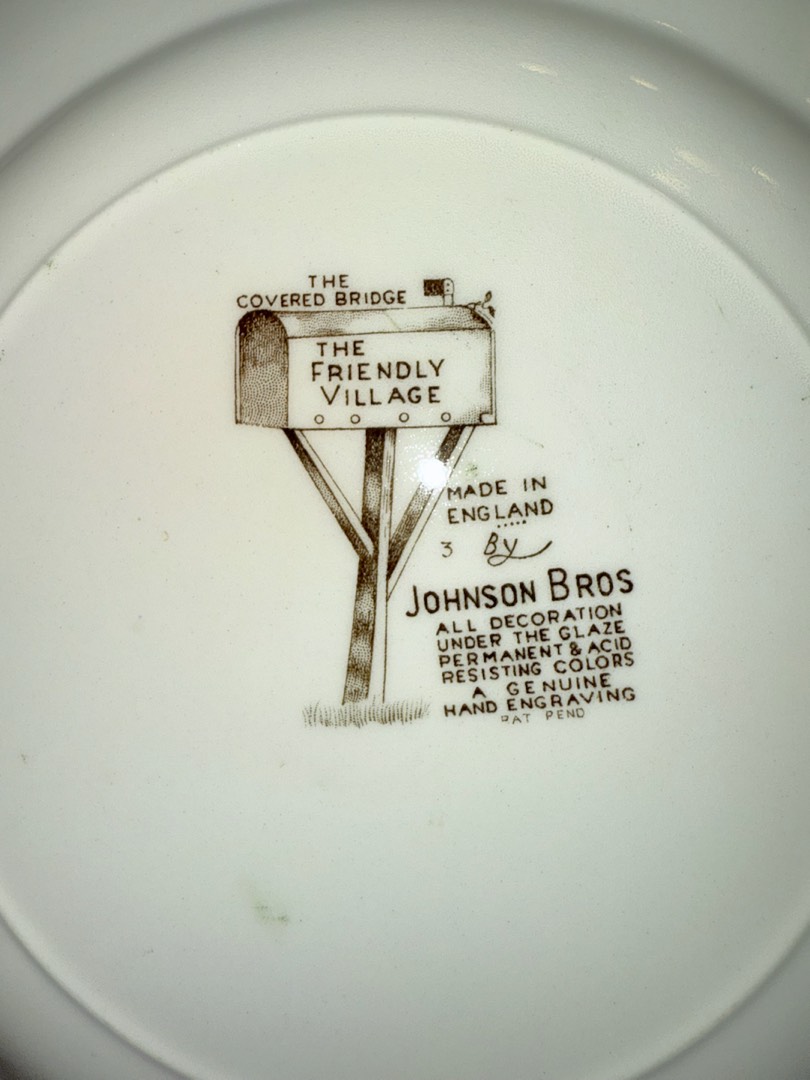 THE
COVERED BRIDGE
THE
FRIENDLY
VILLAGE
MADE IN
ENGLAND
3 By
JOHNSON BROS
ALL DECORATION
UNDER THE GLAZE
PERMANENT & ACID
RESISTING COLORS
A GENUINE
HAND ENGRAVING
PAT PEND